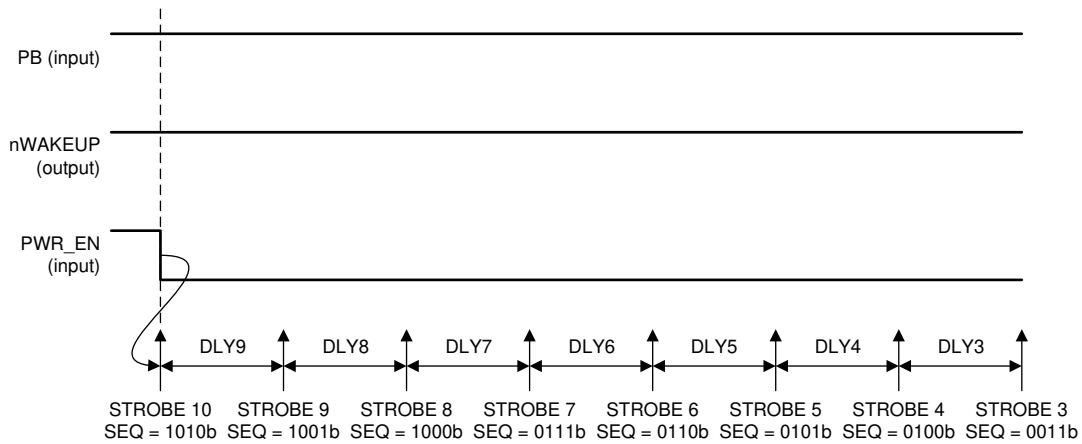 PB (input)
nWAKEUP
(output)
PWR_EN
(input)
DLY9 DLY8 DLY7 DLY6 DLY5 DLY4 DLY3
STROBE 10 STROBE 9 STROBE 8 STROBE 7 STROBE 6 STROBE 5 STROBE 4 STROBE 3
SEQ = 1010b SEQ = 1001b SEQ = 1000b SEQ = 0111b SEQ = 0110b SEQ = 0101b SEQ = 0100b SEQ = 0011b